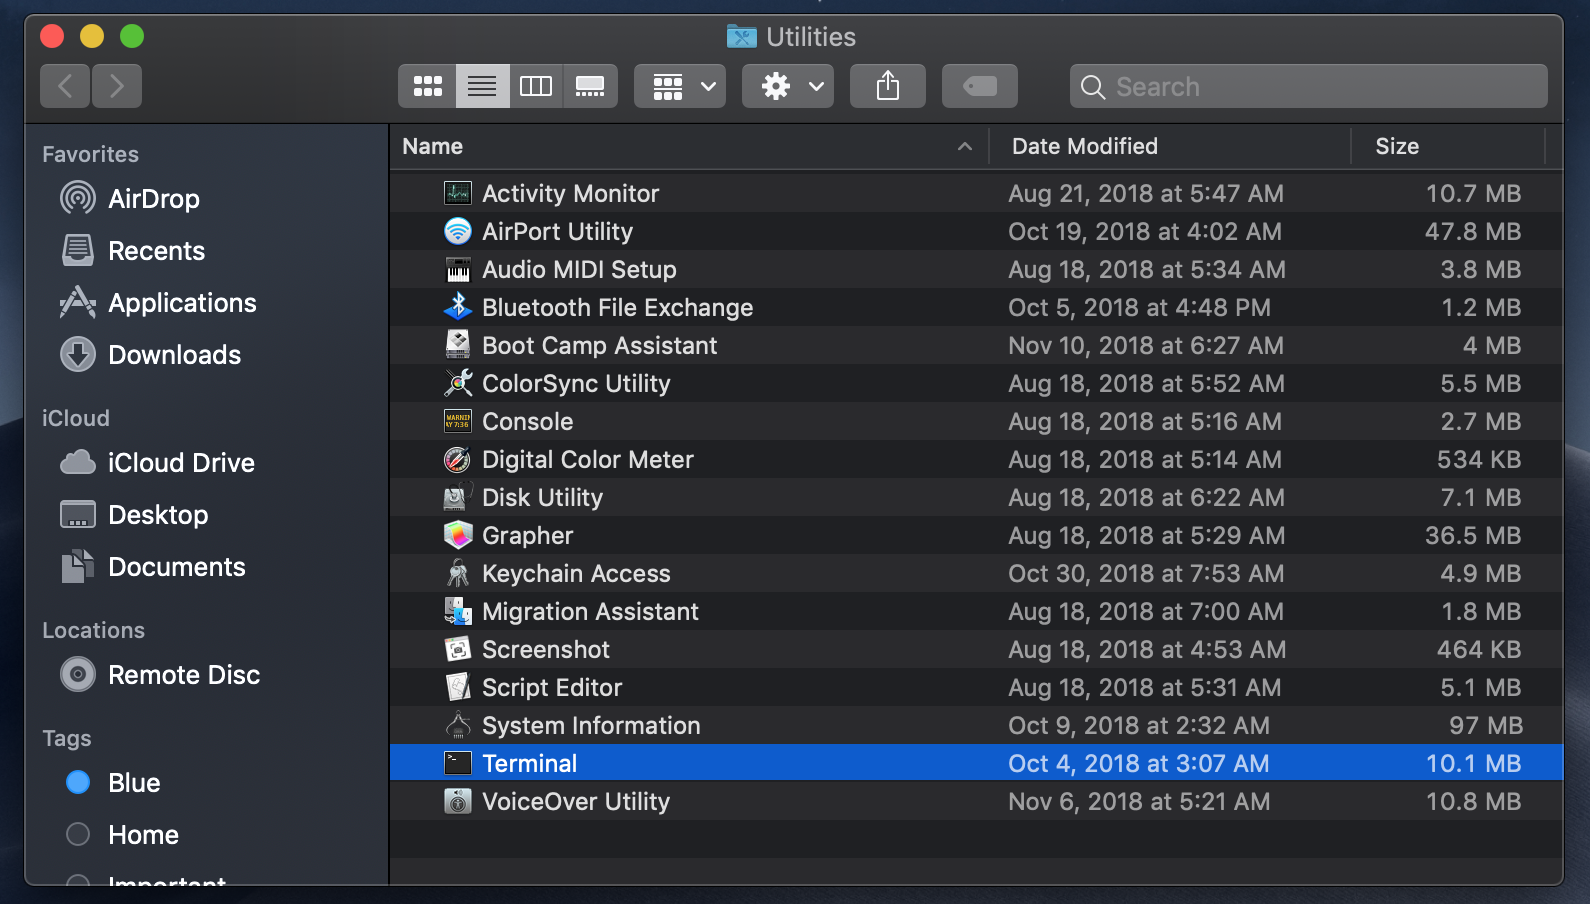 Utilities
Search
Favorites
AirDrop
Recents
Applications
Downloads
iCloud
iCloud Drive
Desktop
Documents
Locations
Remote Disc
Tags
Blue
Home
Important
Name Date Modified Size
Activity Monitor Aug 21, 2018 at 5:47 AM 10.7 MB
AirPort Utility Oct 19, 2018 at 4:02 AM 47.8 MB
Audio MIDI Setup Aug 18, 2018 at 5:34 AM 3.8 MB
Bluetooth File Exchange Oct 5, 2018 at 4:48 PM 1.2 MB
Boot Camp Assistant Nov 10, 2018 at 6:27 AM 4 MB
ColorSync Utility Aug 18, 2018 at 5:52 AM 5.5 MB
Console Aug 18, 2018 at 5:16 AM 2.7 MB
Digital Color Meter Aug 18, 2018 at 5:14 AM 534 KB
Disk Utility Aug 18, 2018 at 6:22 AM 7.1 MB
Grapher Aug 18, 2018 at 5:29 AM 36.5 MB
Keychain Access Oct 30, 2018 at 7:53 AM 4.9 MB
Migration Assistant Aug 18, 2018 at 7:00 AM 1.8 MB
Screenshot Aug 18, 2018 at 4:53 AM 464 KB
Script Editor Aug 18, 2018 at 5:31 AM 5.1 MB
System Information Oct 9, 2018 at 2:32 AM 97 MB
Terminal Oct 4, 2018 at 3:07 AM 10.1 MB
VoiceOver Utility Nov 6, 2018 at 5:21 AM 10.8 MB